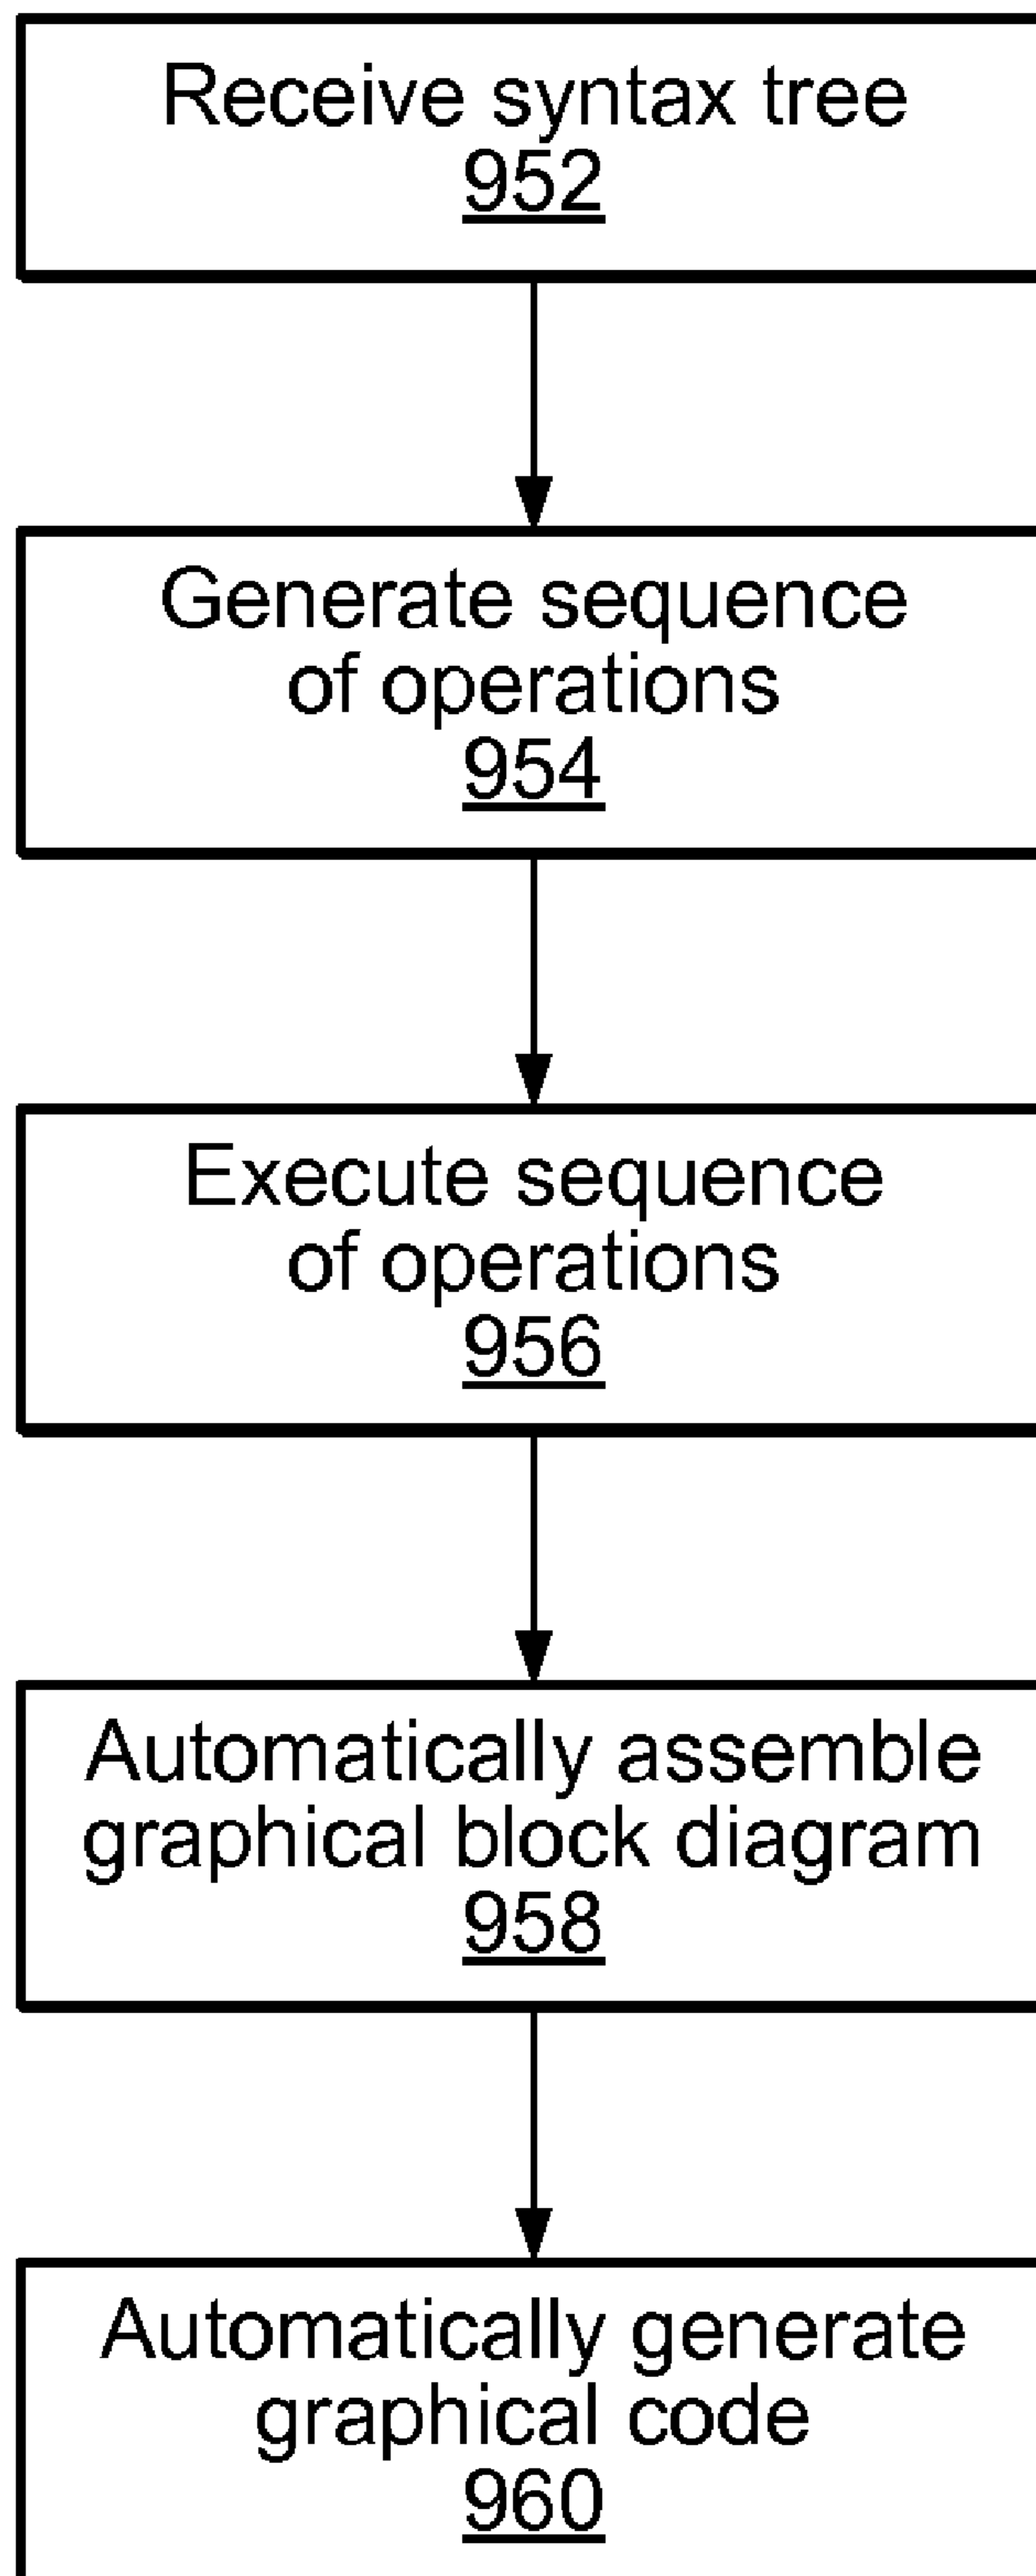 Receive syntax tree
952
Generate sequence
of operations
954
Execute sequence
of operations
956
Automatically assemble
graphical block diagram
958
Automatically generate
graphical code
960